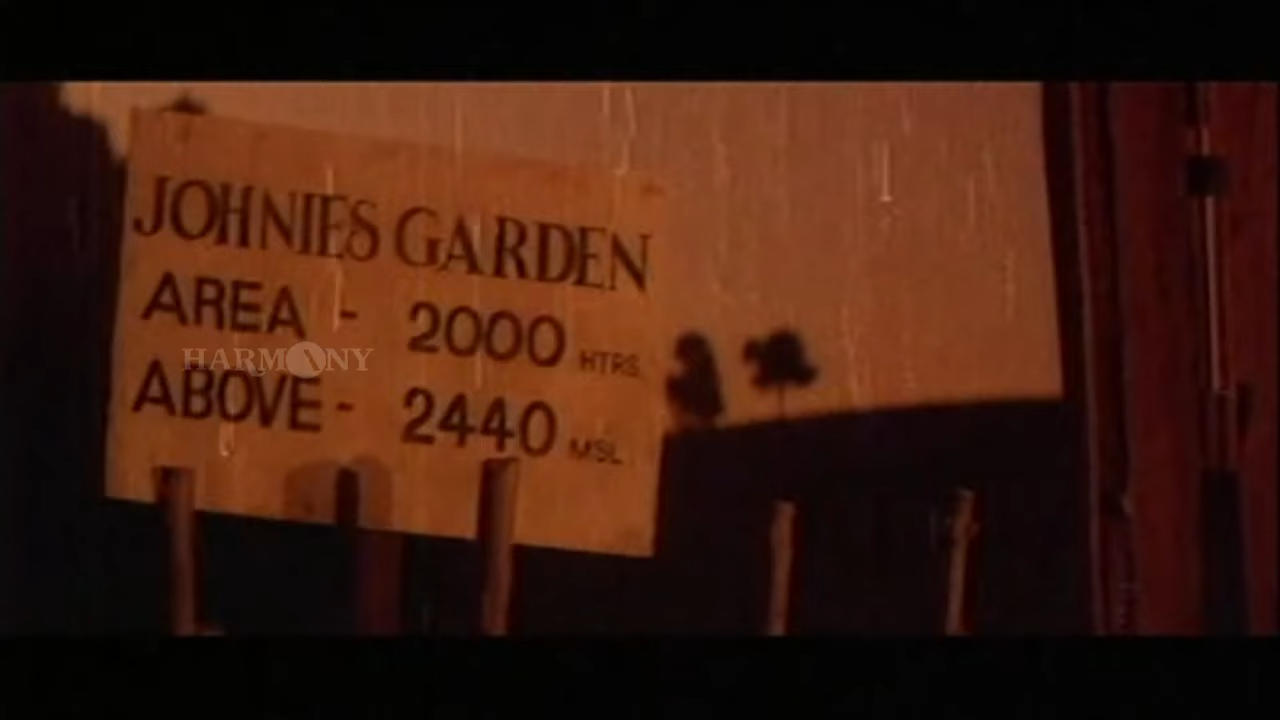 JOHNIES GARDEN
AREA - 2000 HTRS.
HARMONY
ABOVE - 2440 MSL.